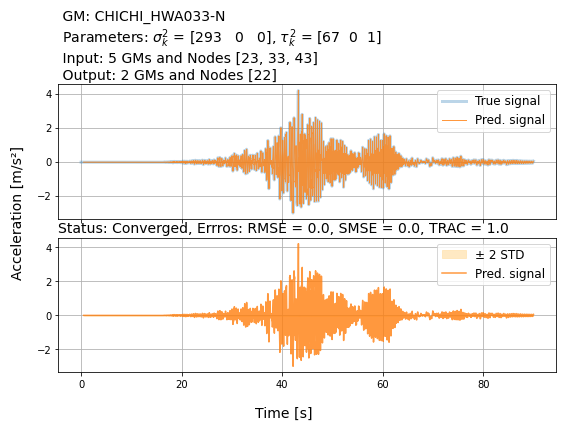 GM: CHICHI_HWA033-N
Parameters: σ²ₖ = [293 0 0], τ²ₖ = [67 0 1]
Input: 5 GMs and Nodes [23, 33, 43]
Output: 2 GMs and Nodes [22]
4
2
0
−2
True signal
Pred. signal
Acceleration [m/s²]
Status: Converged, Errros: RMSE = 0.0, SMSE = 0.0, TRAC = 1.0
4
2
0
−2
± 2 STD
Pred. signal
0 20 40 60 80
Time [s]